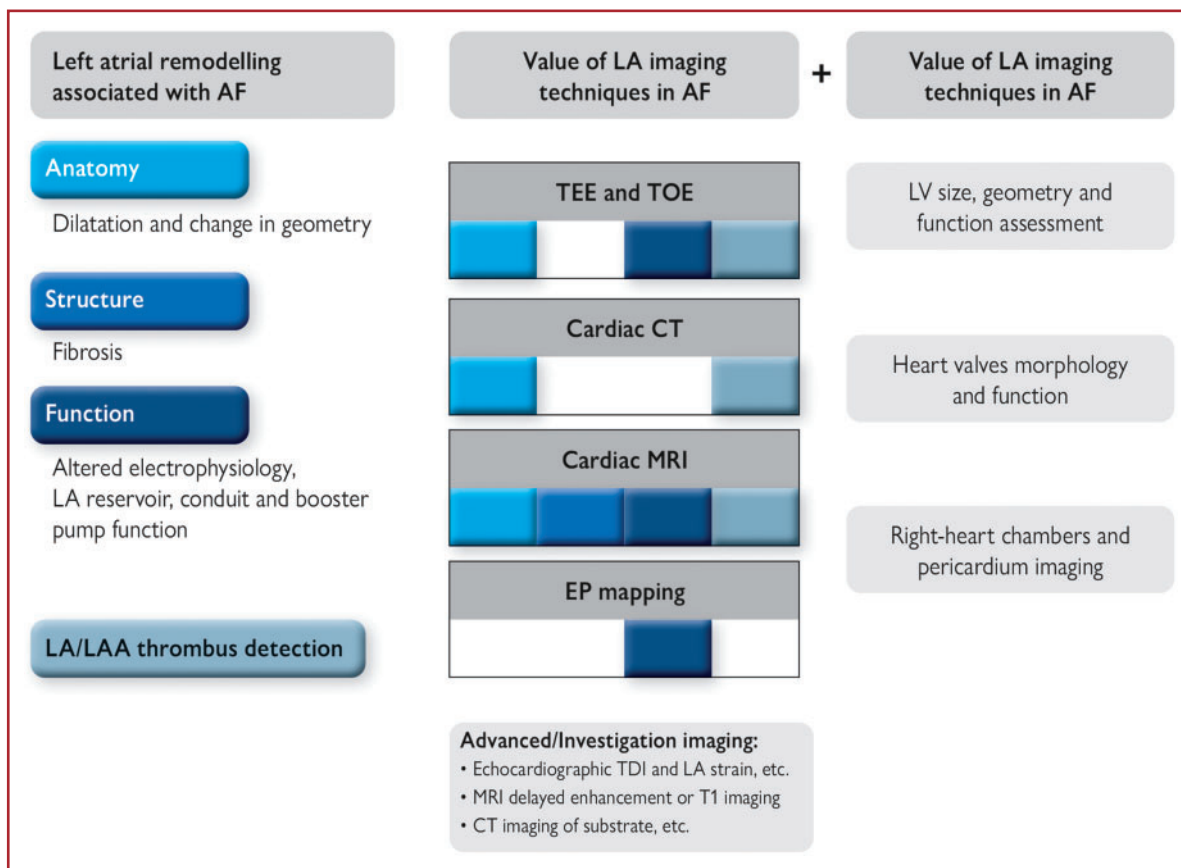 Left atrial remodelling
associated with AF
Anatomy
Dilatation and change in geometry
Structure
Fibrosis
Function
Altered electrophysiology,
LA reservoir, conduit and booster
pump function
LA/LAA thrombus detection
Value of LA imaging
techniques in AF
TEE and TOE
Cardiac CT
Cardiac MRI
EP mapping
Advanced/Investigation imaging:
• Echocardiographic TDI and LA strain, etc.
• MRI delayed enhancement or T1 imaging
• CT imaging of substrate, etc.
+
Value of LA imaging
techniques in AF
LV size, geometry and
function assessment
Heart valves morphology
and function
Right-heart chambers and
pericardium imaging